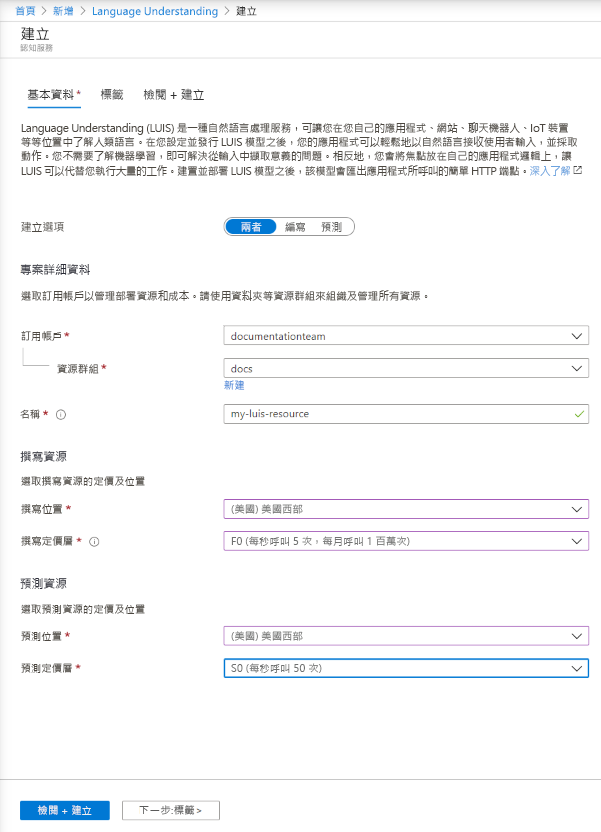 首頁 > 新增 > Language Understanding > 建立
建立
認知服務
基本資料* 標籤 檢閱 + 建立
Language Understanding (LUIS) 是一種自然語言處理服務，可讓您在您自己的應用程式、網站、聊天機器人、IoT 裝置
等等位置中了解人類語言。在您設定並發行 LUIS 模型之後，您的應用程式可以輕鬆地以自然語言接收使用者輸入，並採取
動作。您不需要了解機器學習，即可解決從輸入中擷取意義的問題。相反地，您會將焦點放在自己的應用程式邏輯上，讓
LUIS 可以代替您執行大量的工作。建置並部署 LUIS 模型之後，該模型會匯出應用程式所呼叫的簡單 HTTP 端點。深入了解
建立選項 兩者 編寫 預測
專案詳細資料
選取訂用帳戶以管理部署資源和成本。請使用資料夾等資源群組來組織及管理所有資源。
訂用帳戶* documentationteam
資源群組* docs
新建
名稱* my-luis-resource
撰寫資源
選取撰寫資源的定價及位置
撰寫位置* (美國) 美國西部
撰寫定價層* F0 (每秒呼叫 5 次，每月呼叫 1 百萬次)
預測資源
選取預測資源的定價及位置
預測位置* (美國) 美國西部
預測定價層* S0 (每秒呼叫 50 次)
檢閱 + 建立 下一步:標籤>